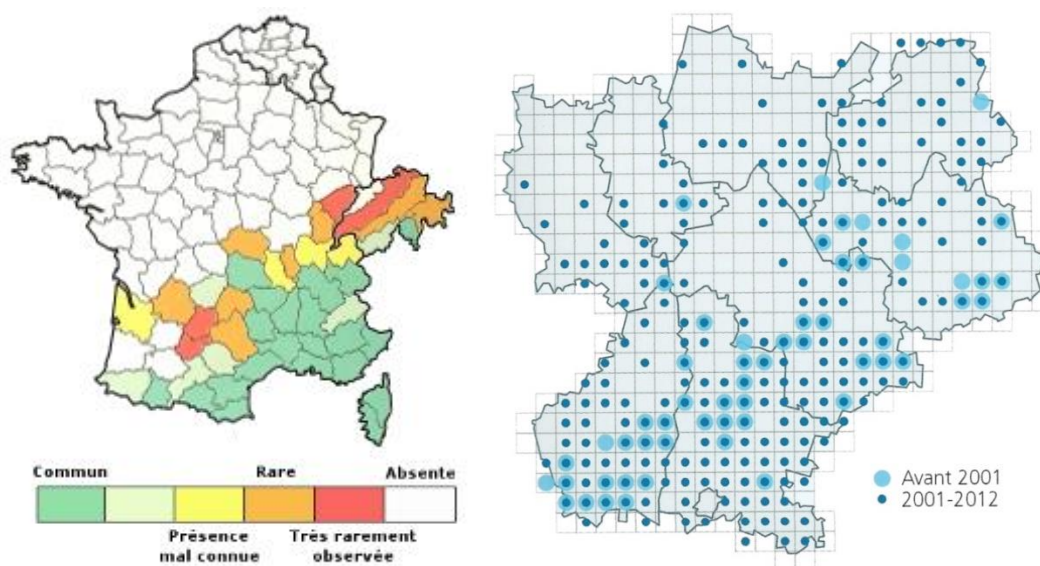 Commun
Rare
Absente
Présence
mal connue
Très rarement
observée
Avant 2001
2001-2012